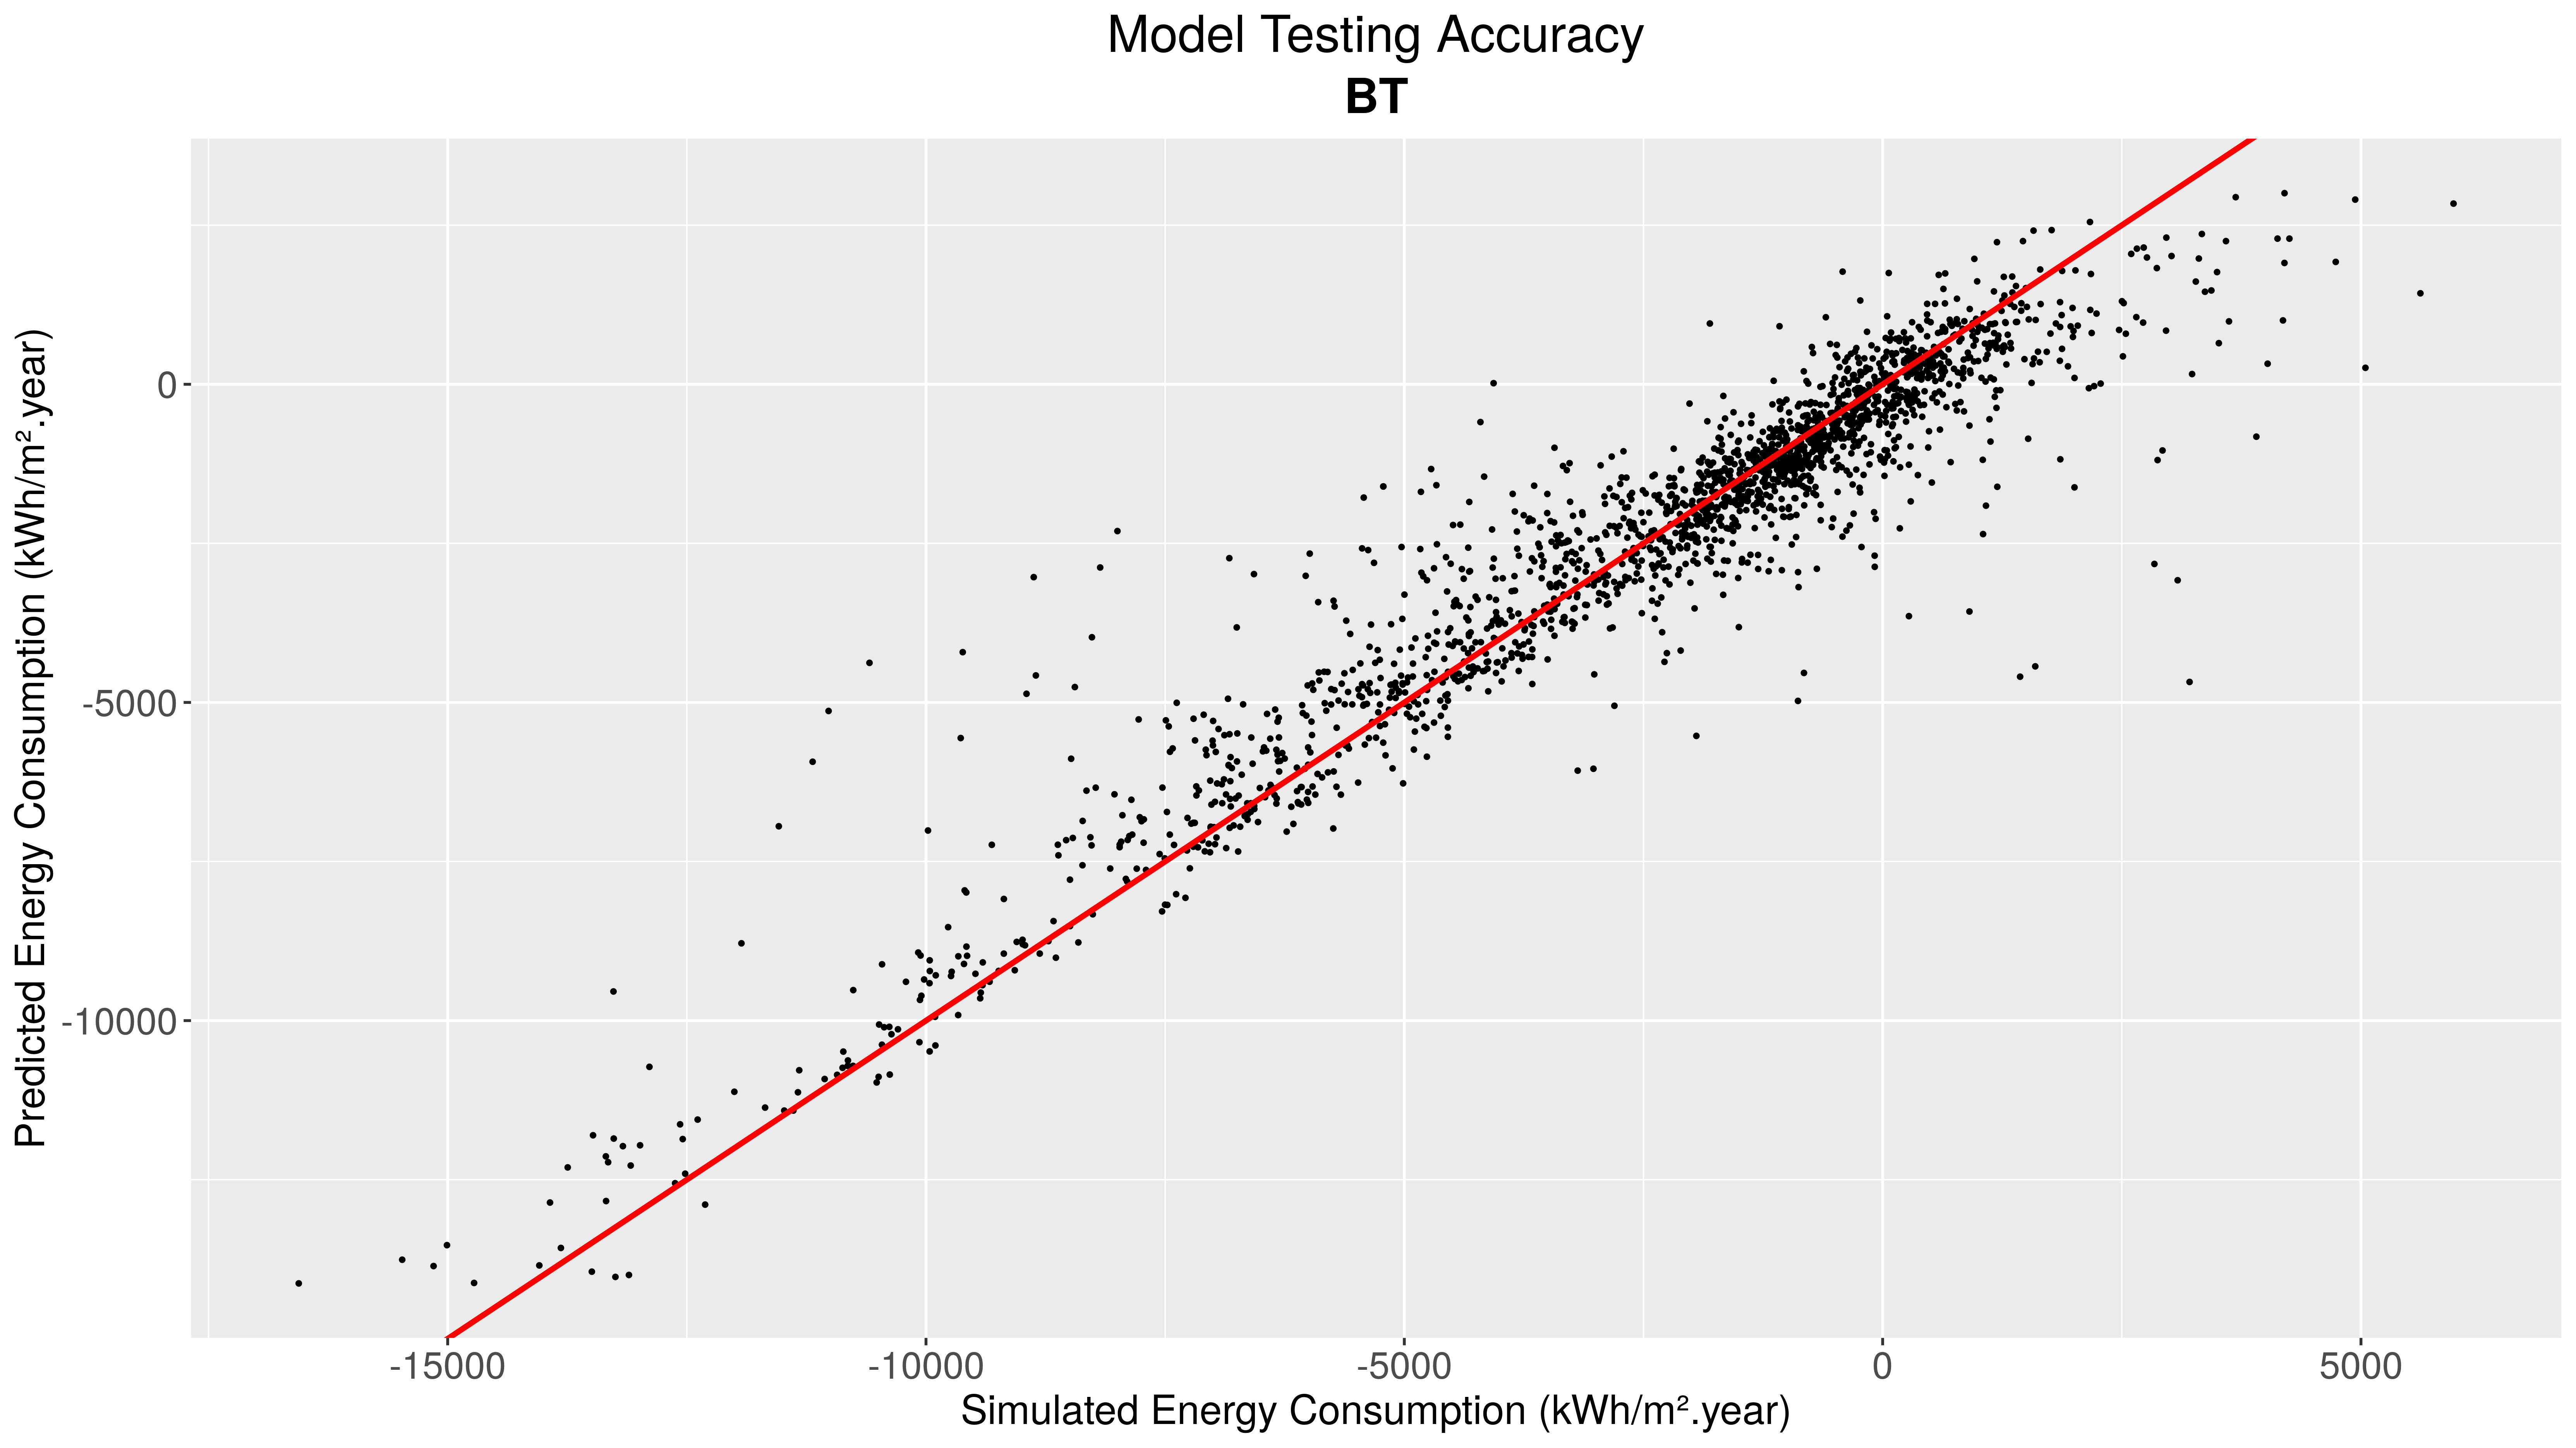 Model Testing Accuracy
BT
Predicted Energy Consumption (kWh/m².year)
0
-5000
-10000
-15000
-10000
-5000
0
5000
Simulated Energy Consumption (kWh/m².year)